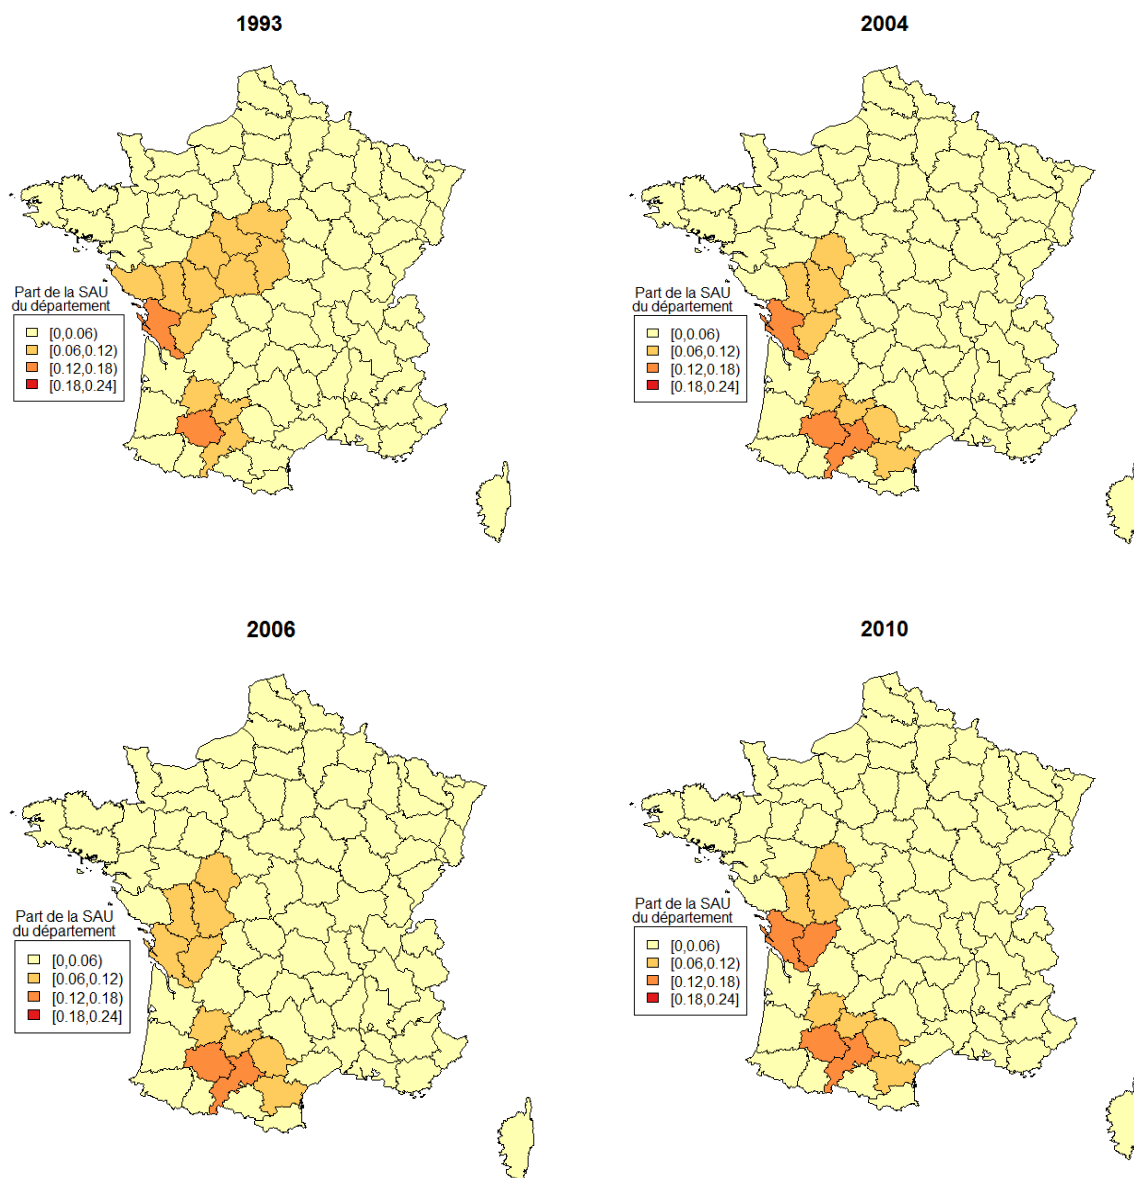 1993
Part de la SAU
du département
[0,0.06)
[0.06,0.12)
[0.12,0.18)
[0.18,0.24]
2004
Part de la SAU
du département
[0,0.06)
[0.06,0.12)
[0.12,0.18)
[0.18,0.24]
2006
Part de la SAU
du département
[0,0.06)
[0.06,0.12)
[0.12,0.18)
[0.18,0.24]
2010
Part de la SAU
du département
[0,0.06)
[0.06,0.12)
[0.12,0.18)
[0.18,0.24]